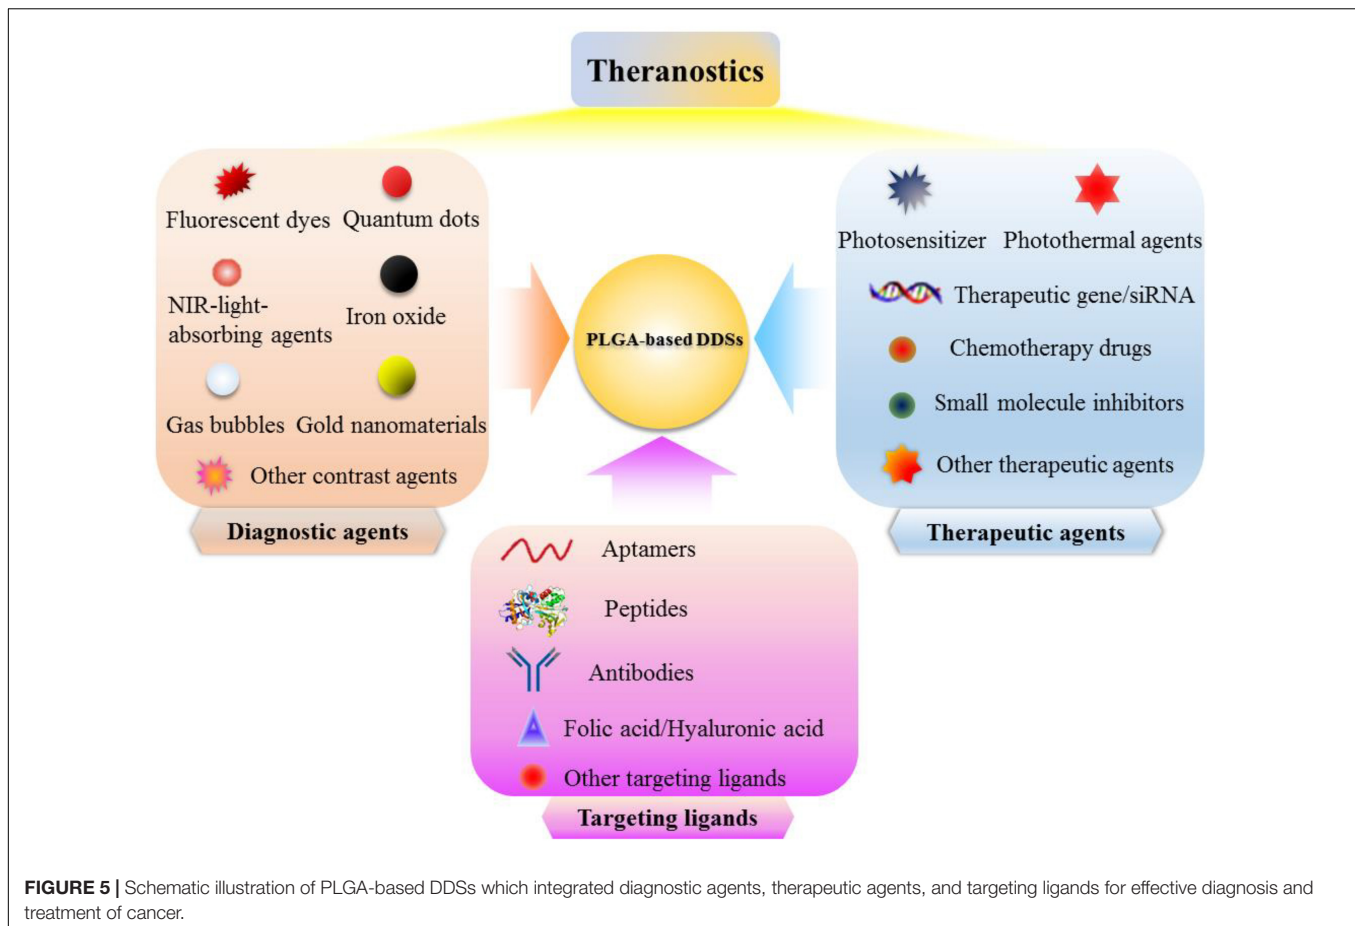 Theranostics
Fluorescent dyes
Quantum dots
NIR-light-
absorbing agents
Iron oxide
Gas bubbles
Gold nanomaterials
Other contrast agents
Diagnostic agents
PLGA-based DDSs
Photosensitizer
Photothermal agents
Therapeutic gene/siRNA
Chemotherapy drugs
Small molecule inhibitors
Other therapeutic agents
Therapeutic agents
Aptamers
Peptides
Antibodies
Folic acid/Hyaluronic acid
Other targeting ligands
Targeting ligands
FIGURE 5 | Schematic illustration of PLGA-based DDSs which integrated diagnostic agents, therapeutic agents, and targeting ligands for effective diagnosis and
treatment of cancer.